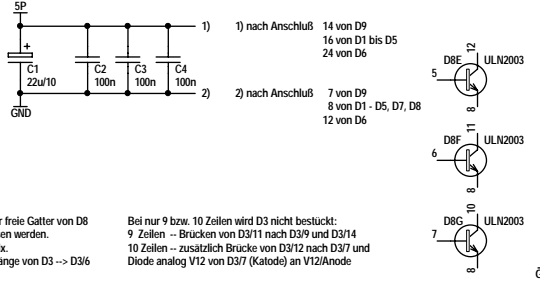 5P
1)
+
C1
22u/10
C2
100n
C3
100n
C4
100n
2)
GND
1) nach Anschluß 14 von D9
16 von D1 bis D5
24 von D6
2) nach Anschluß 7 von D9
8 von D1 - D5, D7, D8
12 von D6
12
D8E
ULN2003
5
8
11
D8F
ULN2003
6
8
10
D8G
ULN2003
7
8
freie Gatter von D8
werden.
von D3 --> D3/6
Bei nur 9 bzw. 10 Zeilen wird D3 nicht bestückt:
9 Zeilen -- Brücken von D3/11 nach D3/9 und D3/14
10 Zeilen -- zusätzlich Brücke von D3/12 nach D3/7 und
Diode analog V12 von D3/7 (Katode) an V12/Anode